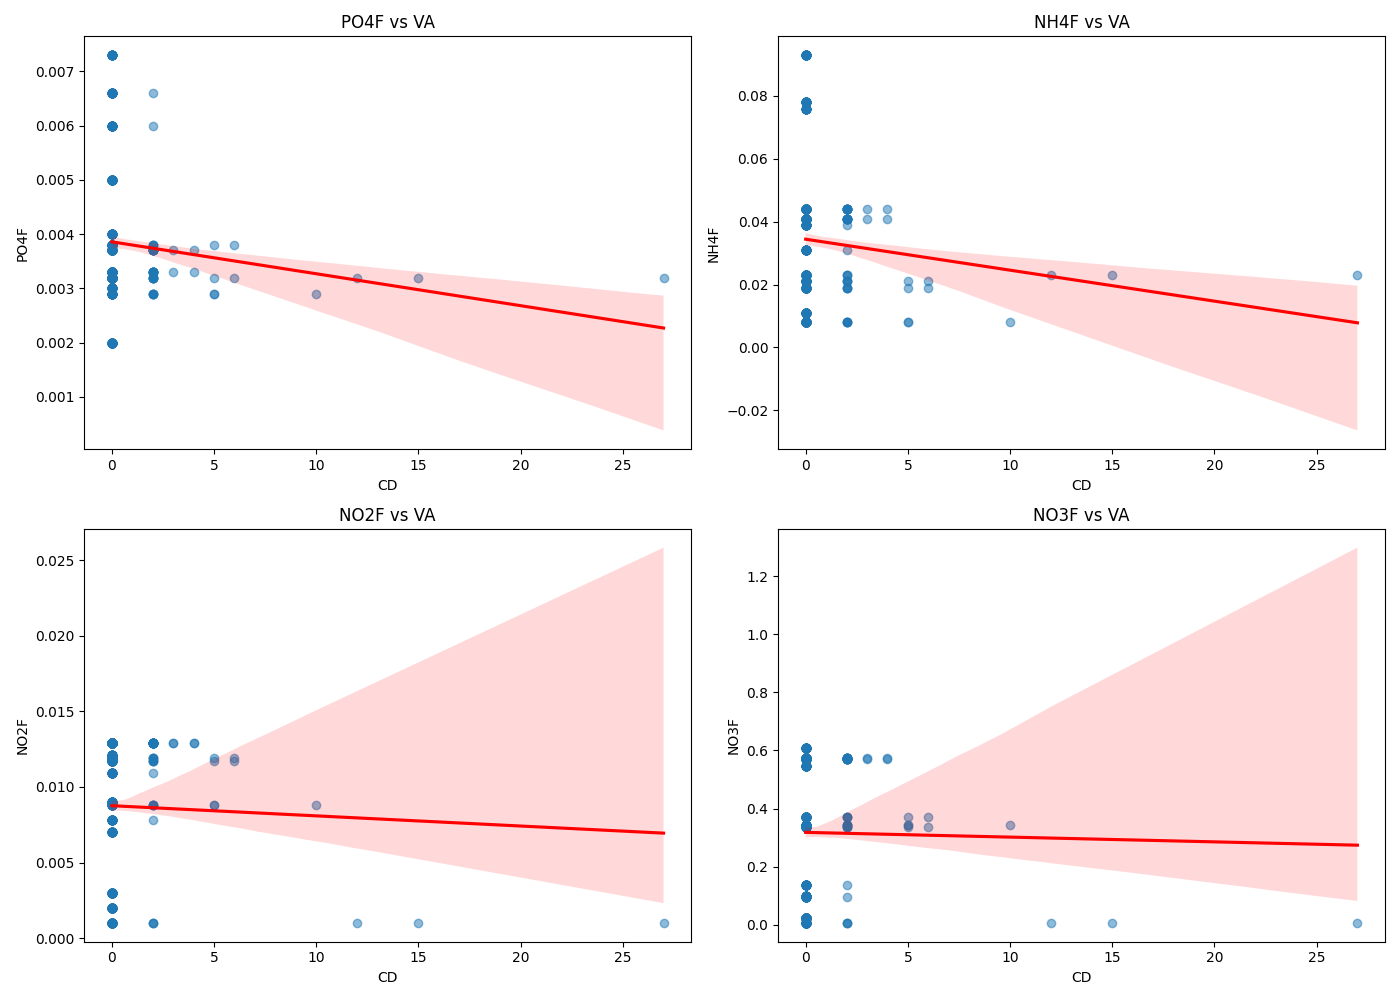 PO4F vs VA
PO4F
0.007
0.006
0.005
0.004
0.003
0.002
0.001
0 5 10 15 20 25
CD
NH4F vs VA
NH4F
0.08
0.06
0.04
0.02
0.00
−0.02
0 5 10 15 20 25
CD
NO2F vs VA
NO2F
0.025
0.020
0.015
0.010
0.005
0.000
0 5 10 15 20 25
CD
NO3F vs VA
NO3F
1.2
1.0
0.8
0.6
0.4
0.2
0.0
0 5 10 15 20 25
CD